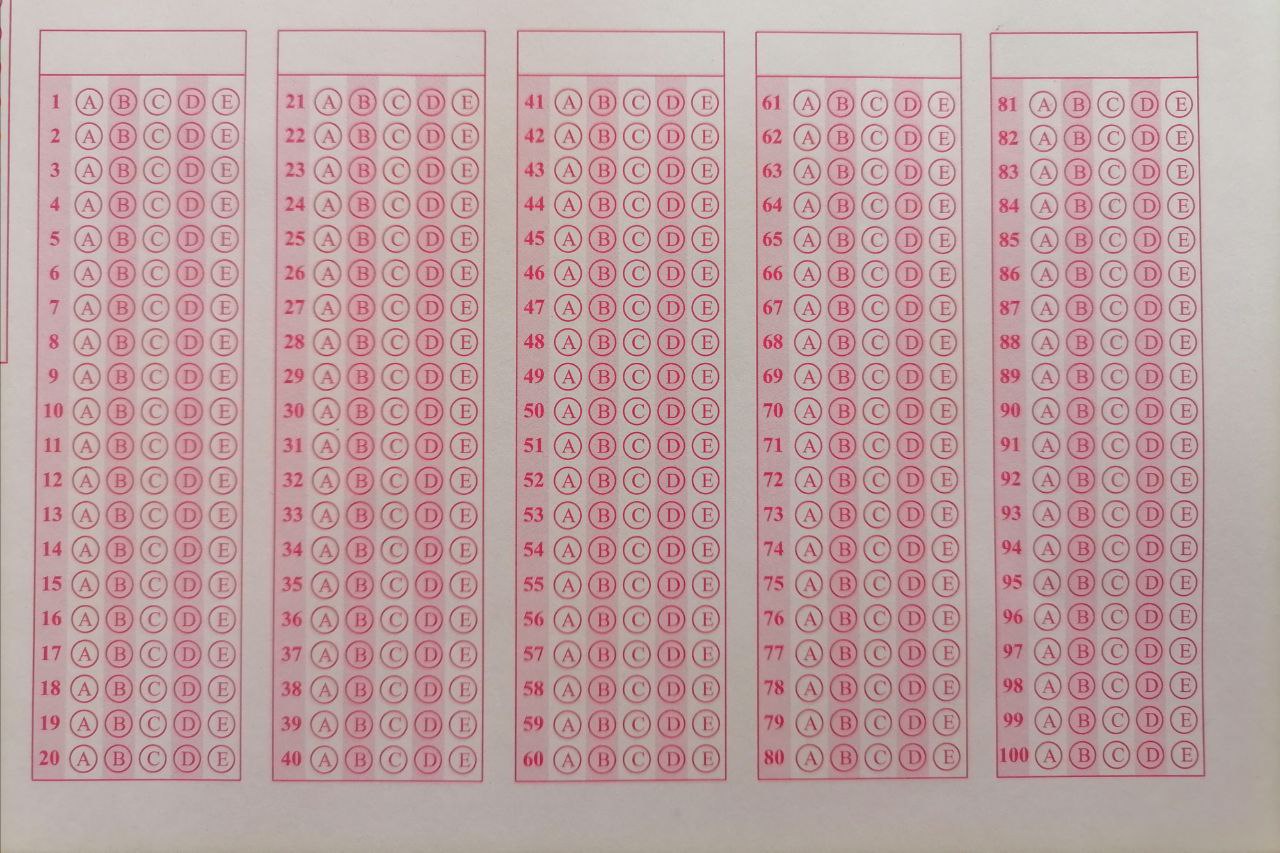 1 A B C D E
2 A B C D E
3 A B C D E
4 A B C D E
5 A B C D E
6 A B C D E
7 A B C D E
8 A B C D E
9 A B C D E
10 A B C D E
11 A B C D E
12 A B C D E
13 A B C D E
14 A B C D E
15 A B C D E
16 A B C D E
17 A B C D E
18 A B C D E
19 A B C D E
20 A B C D E
21 A B C D E
22 A B C D E
23 A B C D E
24 A B C D E
25 A B C D E
26 A B C D E
27 A B C D E
28 A B C D E
29 A B C D E
30 A B C D E
31 A B C D E
32 A B C D E
33 A B C D E
34 A B C D E
35 A B C D E
36 A B C D E
37 A B C D E
38 A B C D E
39 A B C D E
40 A B C D E
41 A B C D E
42 A B C D E
43 A B C D E
44 A B C D E
45 A B C D E
46 A B C D E
47 A B C D E
48 A B C D E
49 A B C D E
50 A B C D E
51 A B C D E
52 A B C D E
53 A B C D E
54 A B C D E
55 A B C D E
56 A B C D E
57 A B C D E
58 A B C D E
59 A B C D E
60 A B C D E
61 A B C D E
62 A B C D E
63 A B C D E
64 A B C D E
65 A B C D E
66 A B C D E
67 A B C D E
68 A B C D E
69 A B C D E
70 A B C D E
71 A B C D E
72 A B C D E
73 A B C D E
74 A B C D E
75 A B C D E
76 A B C D E
77 A B C D E
78 A B C D E
79 A B C D E
80 A B C D E
81 A B C D E
82 A B C D E
83 A B C D E
84 A B C D E
85 A B C D E
86 A B C D E
87 A B C D E
88 A B C D E
89 A B C D E
90 A B C D E
91 A B C D E
92 A B C D E
93 A B C D E
94 A B C D E
95 A B C D E
96 A B C D E
97 A B C D E
98 A B C D E
99 A B C D E
100 A B C D E